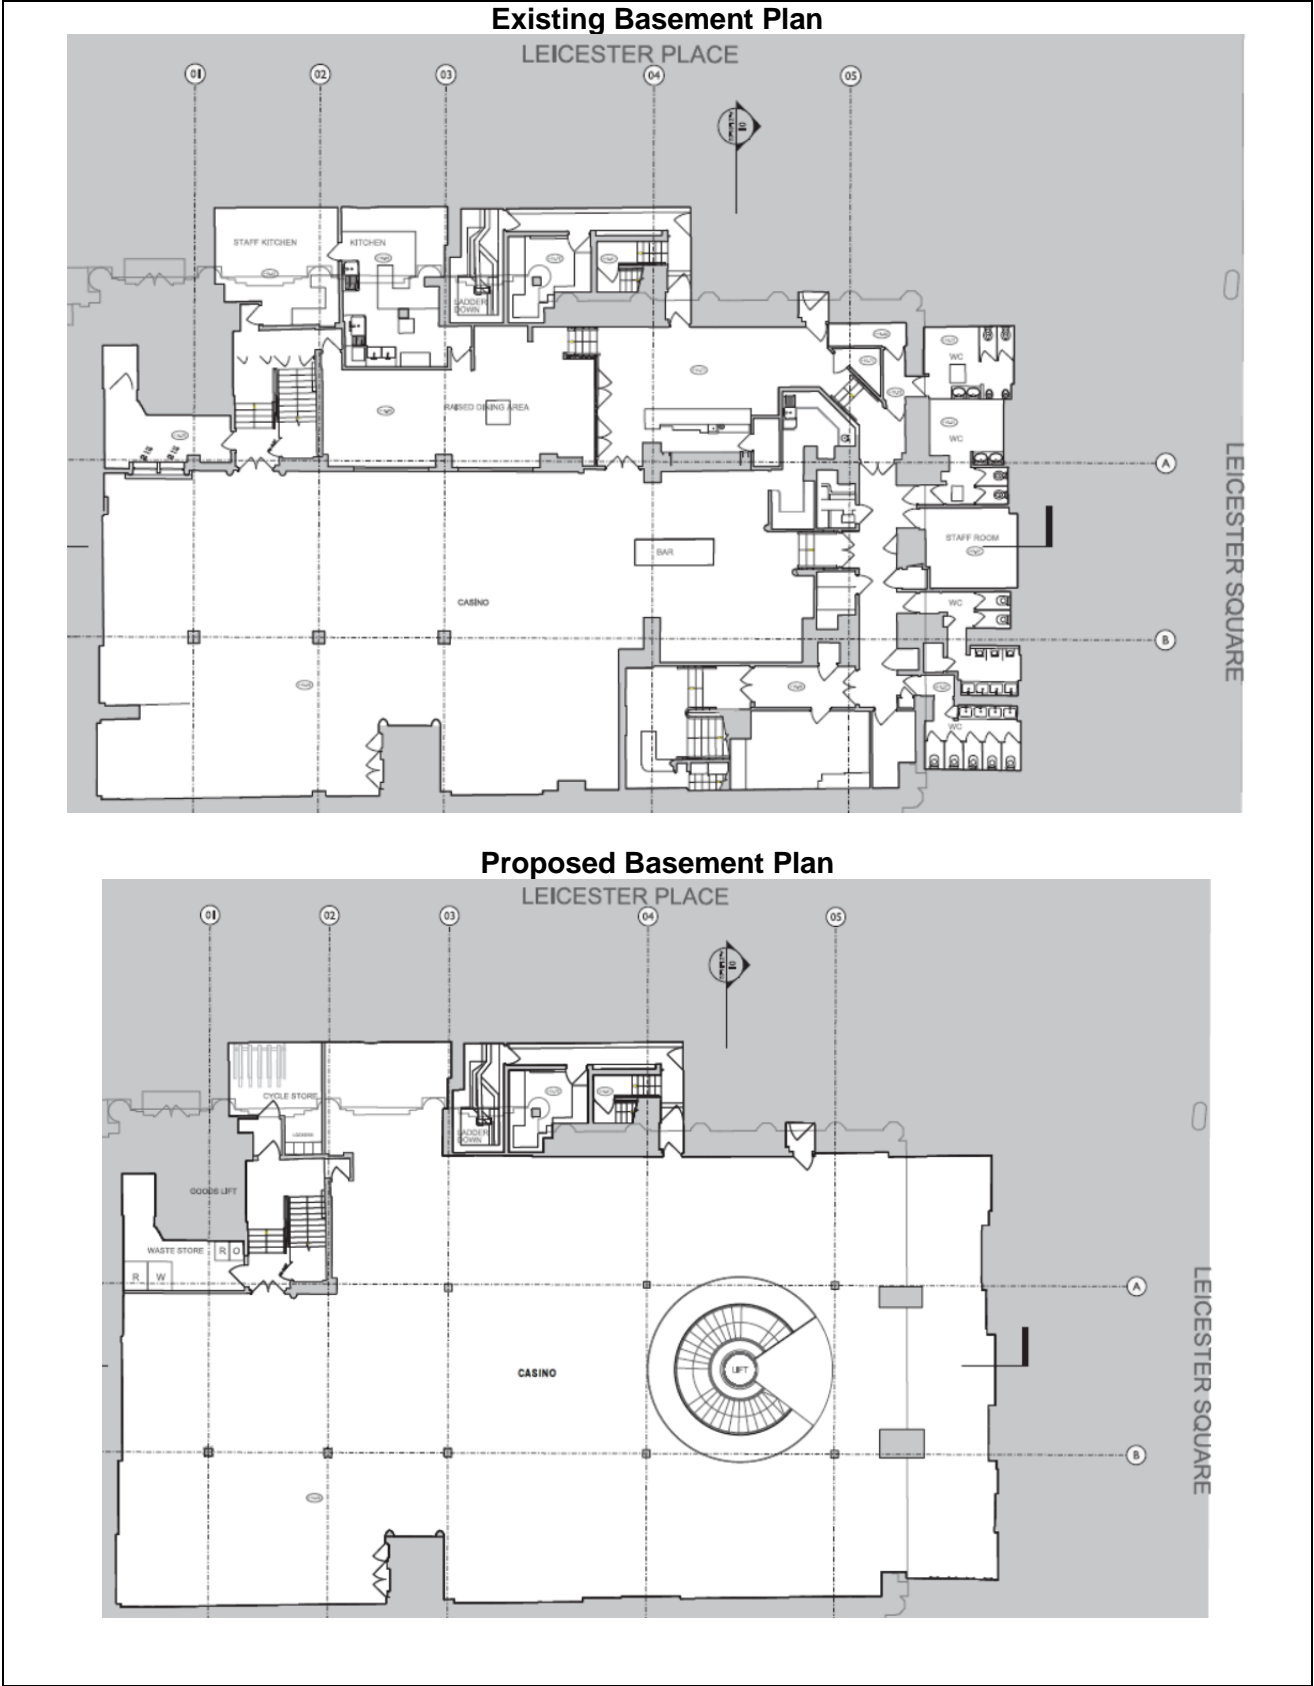 Existing Basement Plan
LEICESTER PLACE
01 02 03 04 05
STAFF KITCHEN
KITCHEN
LADDER
DOWN
WC
RAISED DINING AREA
WC
A
LEICESTER SQUARE
STAFF ROOM
BAR
CASINO
WC
B
WC
Proposed Basement Plan
LEICESTER PLACE
01 02 03 04 05
CYCLE STORE
LADDER
DOWN
LOCKERS
GOODS LIFT
WASTE STORE
R O
R W
A
LEICESTER SQUARE
LIFT
CASINO
B